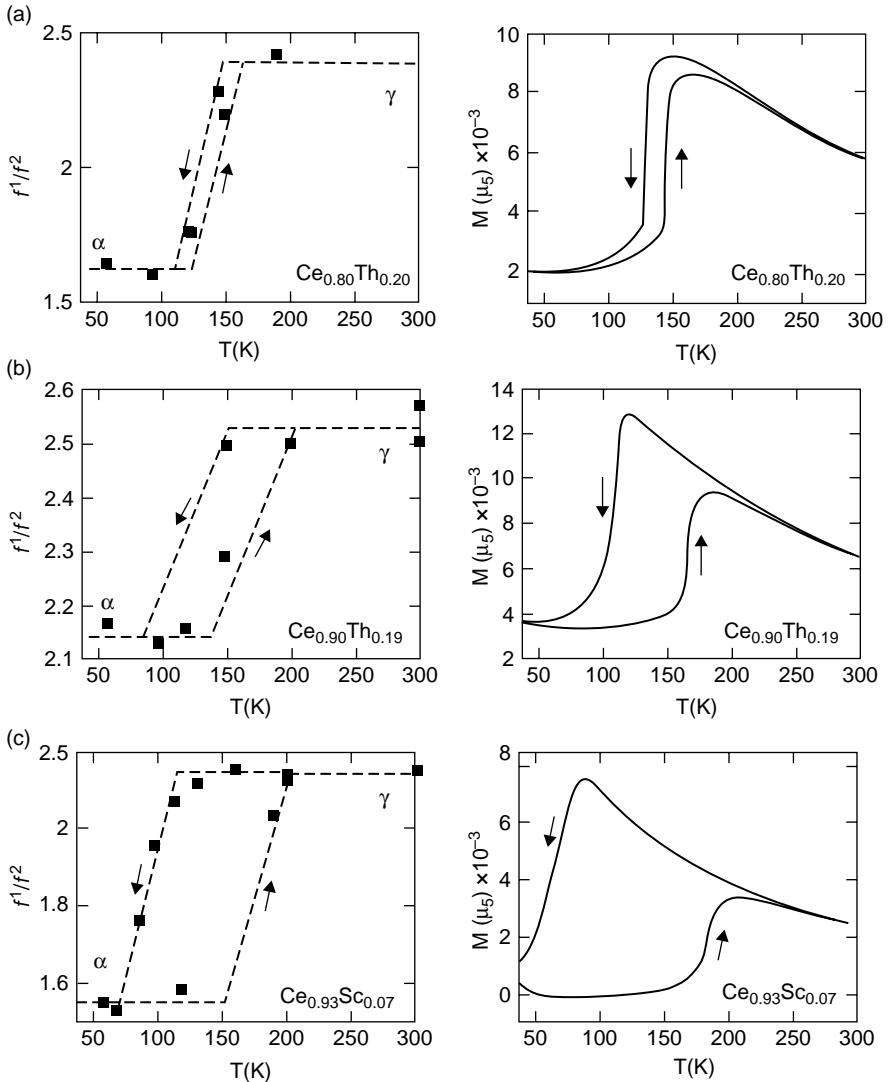 (a)
f¹/f²
2.5
2
1.5
α
γ
Ce₀.₈₀Th₀.₂₀
50 100 150 200 250 300
T(K)
M (μ₅) ×10⁻³
10
8
6
4
2
Ce₀.₈₀Th₀.₂₀
50 100 150 200 250 300
T(K)
(b)
f¹/f²
2.6
2.5
2.4
2.3
2.2
2.1
α
γ
Ce₀.₉₀Th₀.₁₉
50 100 150 200 250 300
T(K)
M (μ₅) ×10⁻³
14
12
10
8
6
4
2
Ce₀.₉₀Th₀.₁₉
50 100 150 200 250 300
T(K)
(c)
f¹/f²
2.5
2
1.8
1.6
α
γ
Ce₀.₉₃Sc₀.₀₇
50 100 150 200 250 300
T(K)
M (μ₅) ×10⁻³
8
6
4
2
0
Ce₀.₉₃Sc₀.₀₇
50 100 150 200 250 300
T(K)